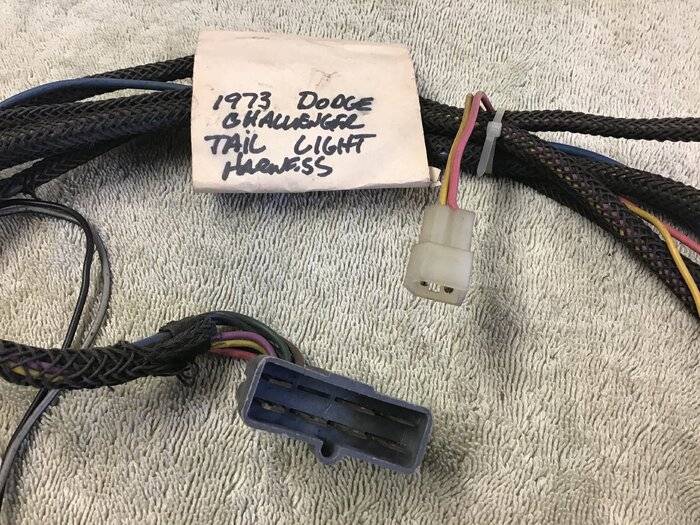 1973 DODGE
CHALLENGER
TAIL LIGHT
HARNESS